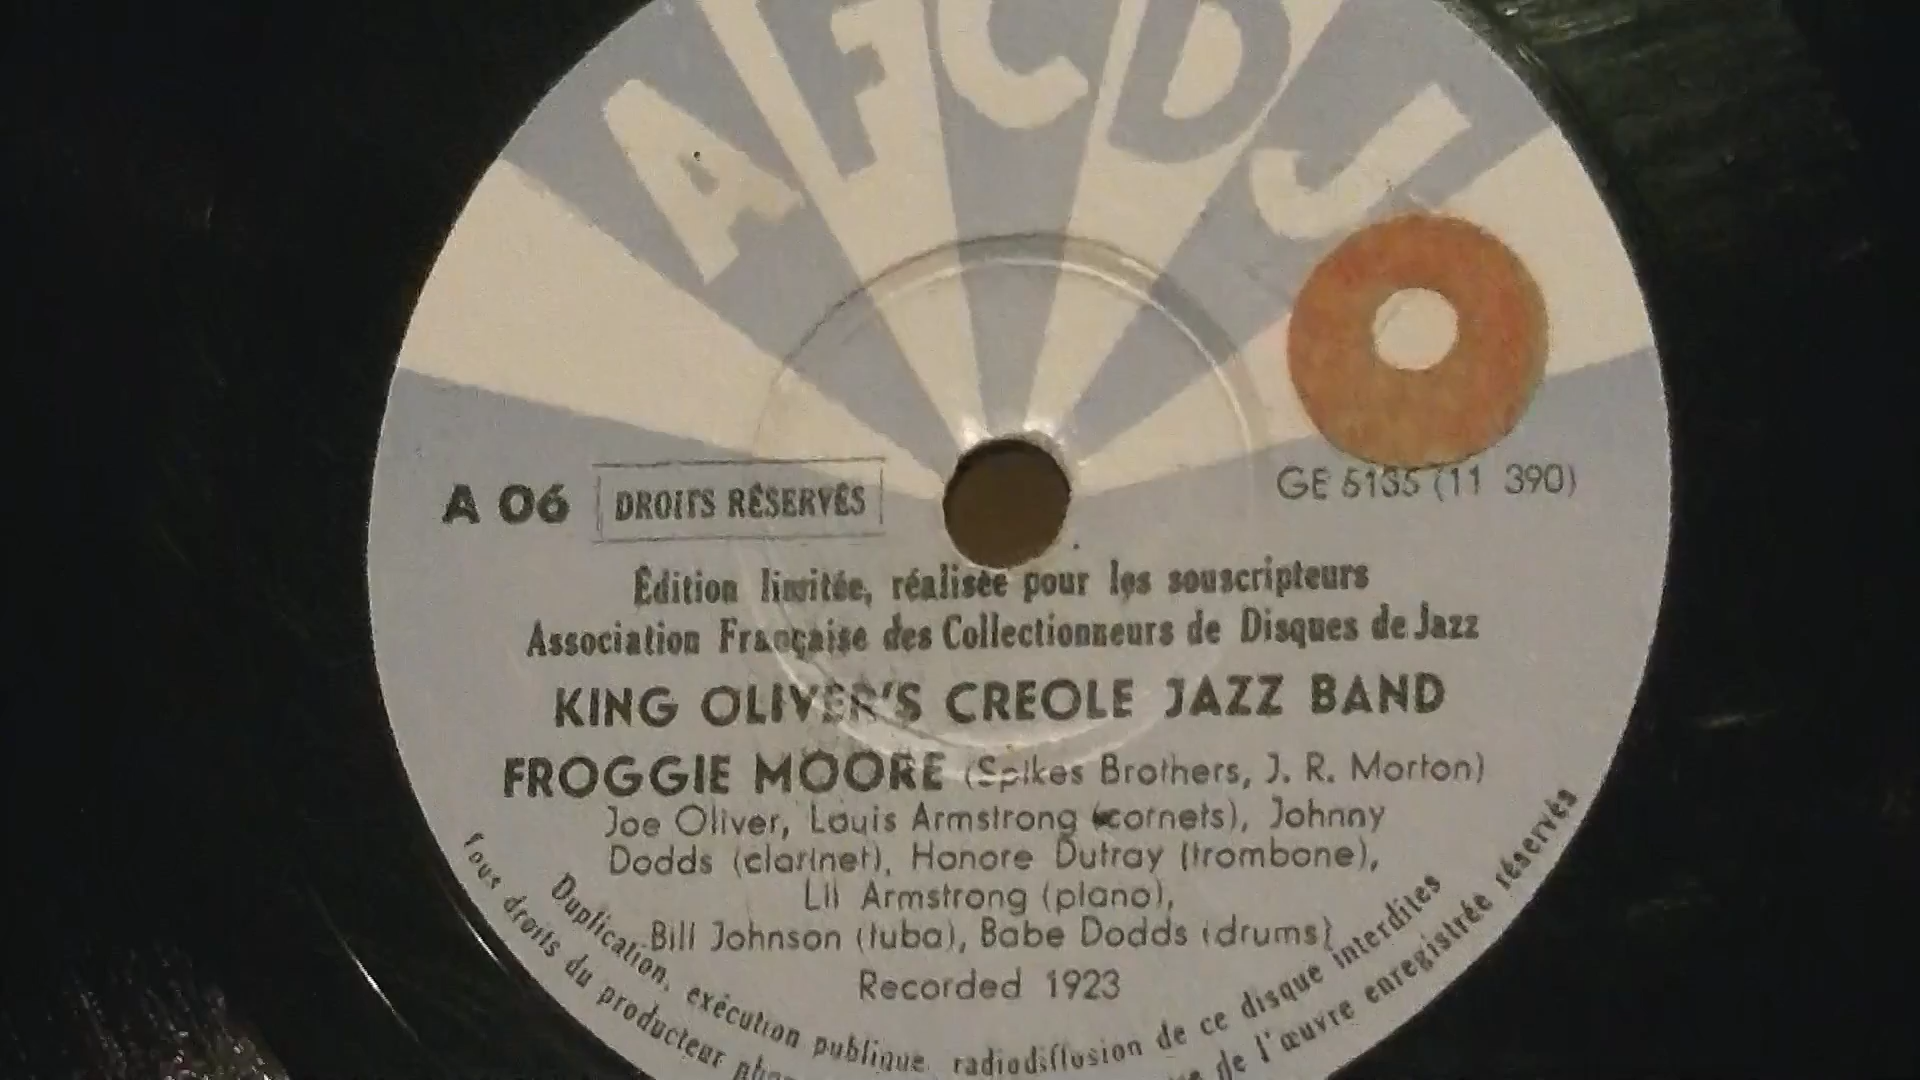 AFCDJ
A 06 DROITS RÉSERVÉS GE 5135 (11 390)
Édition limitée, réalisée pour les souscripteurs
Association Française des Collectionneurs de Disques de Jazz
KING OLIVER'S CREOLE JAZZ BAND
FROGGIE MOORE (Spikes Brothers, J. R. Morton)
Joe Oliver, Louis Armstrong (cornets), Johnny
Dodds (clarinet), Honore Dutray (trombone),
Lil Armstrong (piano),
Bill Johnson (tuba), Babe Dodds (drums)
Recorded 1923
Duplication, exécution publique, radiodiffusion de ce disque interdites
Tous droits du producteur de l'œuvre enregistrée réservés